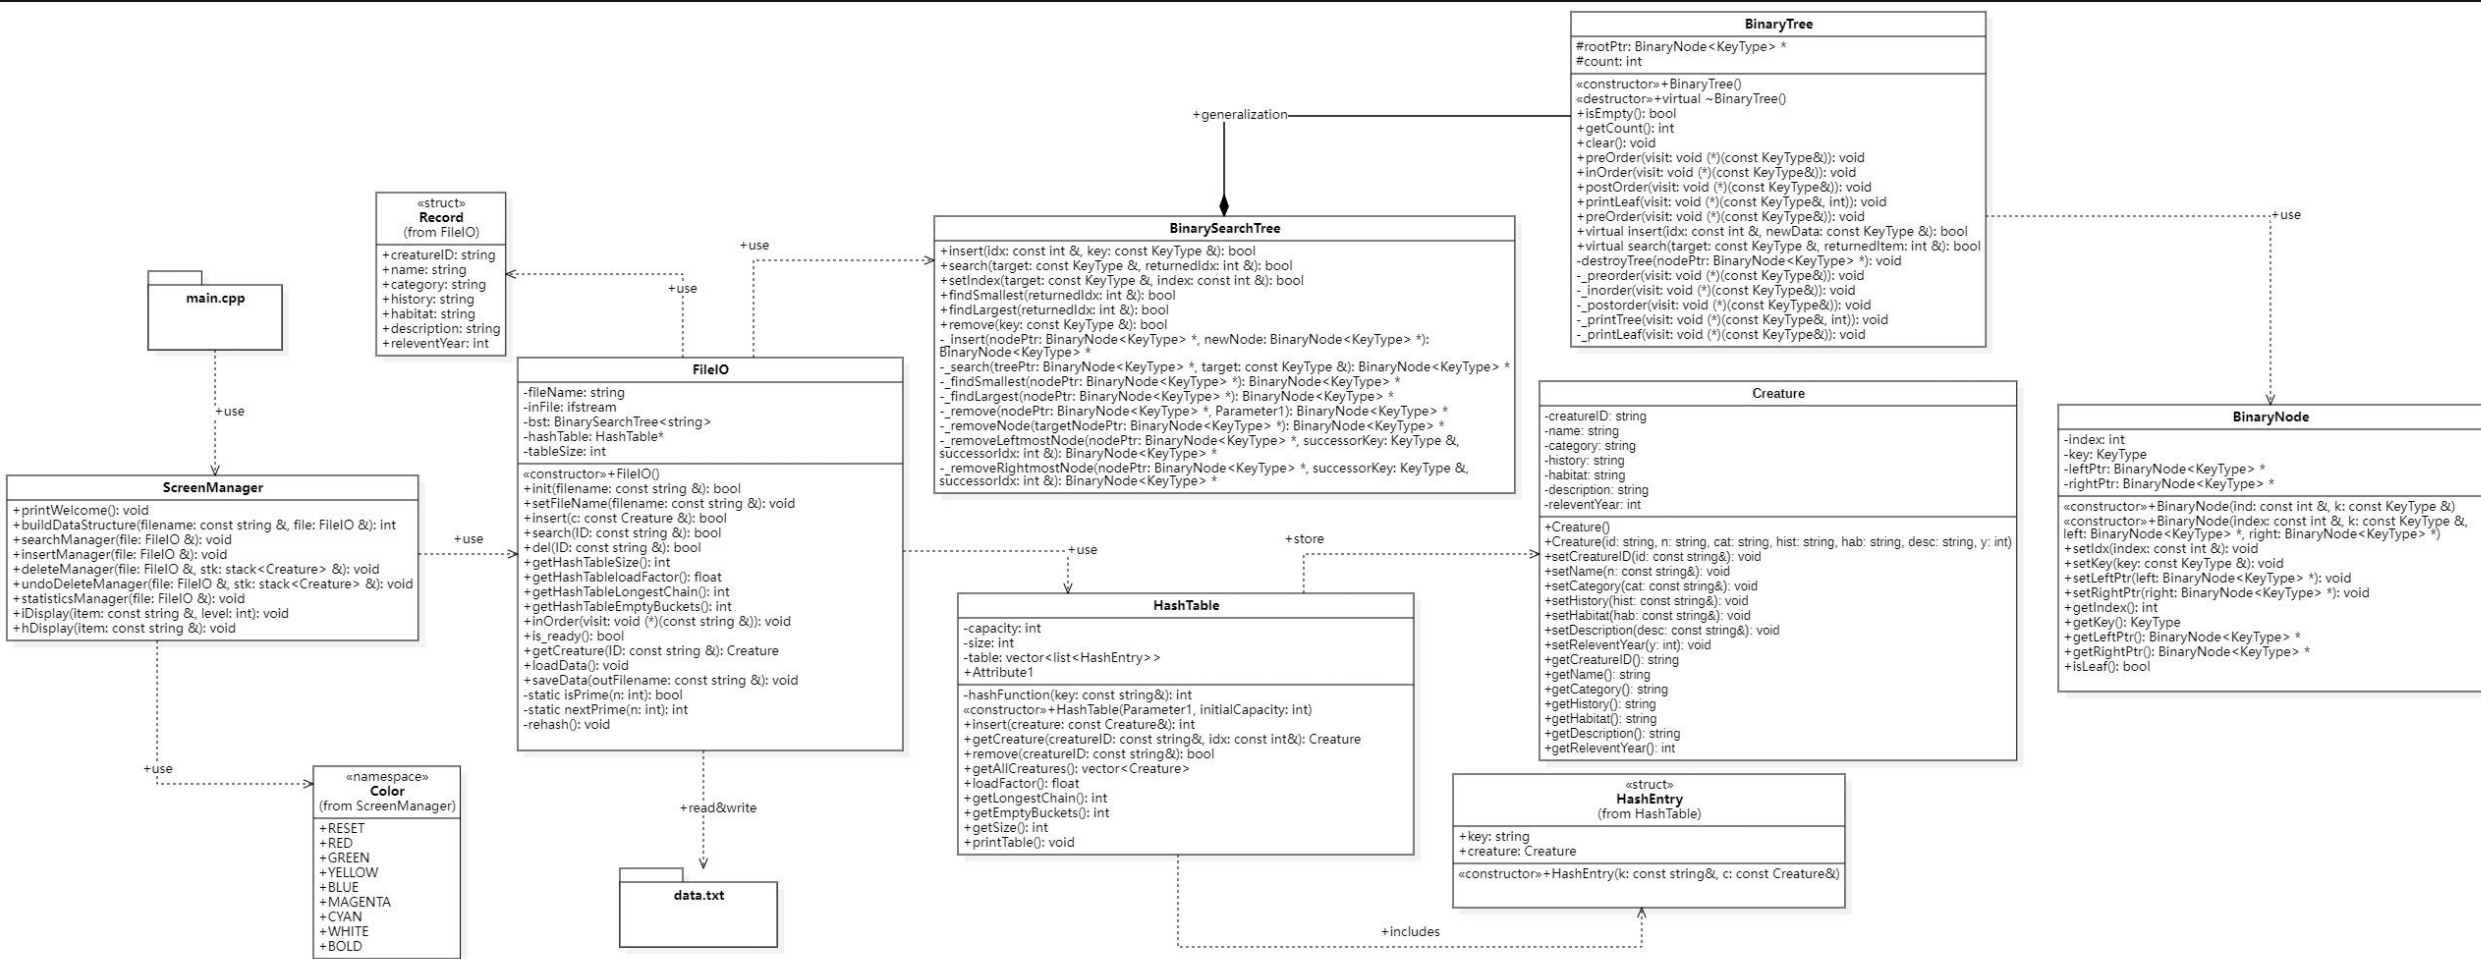 BinaryTree
#rootPtr: BinaryNode<KeyType> *
#count: int
«constructor»+BinaryTree()
«destructor»+virtual ~BinaryTree()
+isEmpty(): bool
+getCount(): int
+clear(): void
+preOrder(visit: void (*)(const KeyType&)): void
+inOrder(visit: void (*)(const KeyType&)): void
+postOrder(visit: void (*)(const KeyType&)): void
+printLeaf(visit: void (*)(const KeyType&, int)): void
+preOrder(visit: void (*)(const KeyType&)): void
+virtual insert(idx: const int &, newData: const KeyType &): bool
+virtual search(target: const KeyType &, returnedItem: int &): bool
-destroyTree(nodePtr: BinaryNode<KeyType> *): void
-_preorder(visit: void (*)(const KeyType&)): void
-_inorder(visit: void (*)(const KeyType&)): void
-_postorder(visit: void (*)(const KeyType&)): void
-_printTree(visit: void (*)(const KeyType&, int)): void
-_printLeaf(visit: void (*)(const KeyType&)): void
+generalization
+use
«struct»
Record
(from FileIO)
+creatureID: string
+name: string
+category: string
+history: string
+habitat: string
+description: string
+releventYear: int
+use
+use
BinarySearchTree
+insert(idx: const int &, key: const KeyType &): bool
+search(target: const KeyType &, returnedIdx: int &): bool
+setIndex(target: const KeyType &, index: const int &): bool
+findSmallest(returnedIdx: int &): bool
+findLargest(returnedIdx: int &): bool
+remove(key: const KeyType &): bool
-_insert(nodePtr: BinaryNode<KeyType> *, newNode: BinaryNode<KeyType> *):
BinaryNode<KeyType> *
-_search(treePtr: BinaryNode<KeyType> *, target: const KeyType &): BinaryNode<KeyType> *
-_findSmallest(nodePtr: BinaryNode<KeyType> *): BinaryNode<KeyType> *
-_findLargest(nodePtr: BinaryNode<KeyType> *): BinaryNode<KeyType> *
-_remove(nodePtr: BinaryNode<KeyType> *, Parameter1): BinaryNode<KeyType> *
-_removeNode(targetNodePtr: BinaryNode<KeyType> *): BinaryNode<KeyType> *
-_removeLeftmostNode(nodePtr: BinaryNode<KeyType> *, successorKey: KeyType &,
successorIdx: int &): BinaryNode<KeyType> *
-_removeRightmostNode(nodePtr: BinaryNode<KeyType> *, successorKey: KeyType &,
successorIdx: int &): BinaryNode<KeyType> *
main.cpp
+use
FileIO
-fileName: string
-inFile: ifstream
-bst: BinarySearchTree<string>
-hashTable: HashTable*
-tableSize: int
«constructor»+FileIO()
+init(filename: const string &): bool
+setFileName(filename: const string &): void
+insert(c: const Creature &): bool
+search(ID: const string &): bool
+del(ID: const string &): bool
+getHashTableSize(): int
+getHashTableloadFactor(): float
+getHashTableLongestChain(): int
+getHashTableEmptyBuckets(): int
+inOrder(visit: void (*)(const string &)): void
+is_ready(): bool
+getCreature(ID: const string &): Creature
+loadData(): void
+saveData(outFilename: const string &): void
-static isPrime(n: int): bool
-static nextPrime(n: int): int
-rehash(): void
Creature
-creatureID: string
-name: string
-category: string
-history: string
-habitat: string
-description: string
-releventYear: int
+Creature()
+Creature(id: string, n: string, cat: string, hist: string, hab: string, desc: string, y: int)
+setCreatureID(id: const string&): void
+setName(n: const string&): void
+setCategory(cat: const string&): void
+setHistory(hist: const string&): void
+setHabitat(hab: const string&): void
+setDescription(desc: const string&): void
+setReleventYear(y: int): void
+getCreatureID(): string
+getName(): string
+getCategory(): string
+getHistory(): string
+getHabitat(): string
+getDescription(): string
+getReleventYear(): int
BinaryNode
-index: int
-key: KeyType
-leftPtr: BinaryNode<KeyType> *
-rightPtr: BinaryNode<KeyType> *
«constructor»+BinaryNode(ind: const int &, k: const KeyType &)
«constructor»+BinaryNode(index: const int &, k: const KeyType &,
left: BinaryNode<KeyType> *, right: BinaryNode<KeyType> *)
+setIdx(index: const int &): void
+setKey(key: const KeyType &): void
+setLeftPtr(left: BinaryNode<KeyType> *): void
+setRightPtr(right: BinaryNode<KeyType> *): void
+getIndex(): int
+getKey(): KeyType
+getLeftPtr(): BinaryNode<KeyType> *
+getRightPtr(): BinaryNode<KeyType> *
+isLeaf(): bool
ScreenManager
+printWelcome(): void
+buildDataStructure(filename: const string &, file: FileIO &): int
+searchManager(file: FileIO &): void
+insertManager(file: FileIO &): void
+deleteManager(file: FileIO &, stk: stack<Creature> &): void
+undoDeleteManager(file: FileIO &, stk: stack<Creature> &): void
+statisticsManager(file: FileIO &): void
+iDisplay(item: const string &, level: int): void
+hDisplay(item: const string &): void
+use
+use
+store
HashTable
-capacity: int
-size: int
-table: vector<list<HashEntry>>
+Attribute1
-hashFunction(key: const string&): int
«constructor»+HashTable(Parameter1, initialCapacity: int)
+insert(creature: const Creature&): int
+getCreature(creatureID: const string&, idx: const int&): Creature
+remove(creatureID: const string&): bool
+getAllCreatures(): vector<Creature>
+loadFactor(): float
+getLongestChain(): int
+getEmptyBuckets(): int
+getSize(): int
+printTable(): void
+use
«namespace»
Color
(from ScreenManager)
+RESET
+RED
+GREEN
+YELLOW
+BLUE
+MAGENTA
+CYAN
+WHITE
+BOLD
+read&write
data.txt
«struct»
HashEntry
(from HashTable)
+key: string
+creature: Creature
«constructor»+HashEntry(k: const string&, c: const Creature&)
+includes